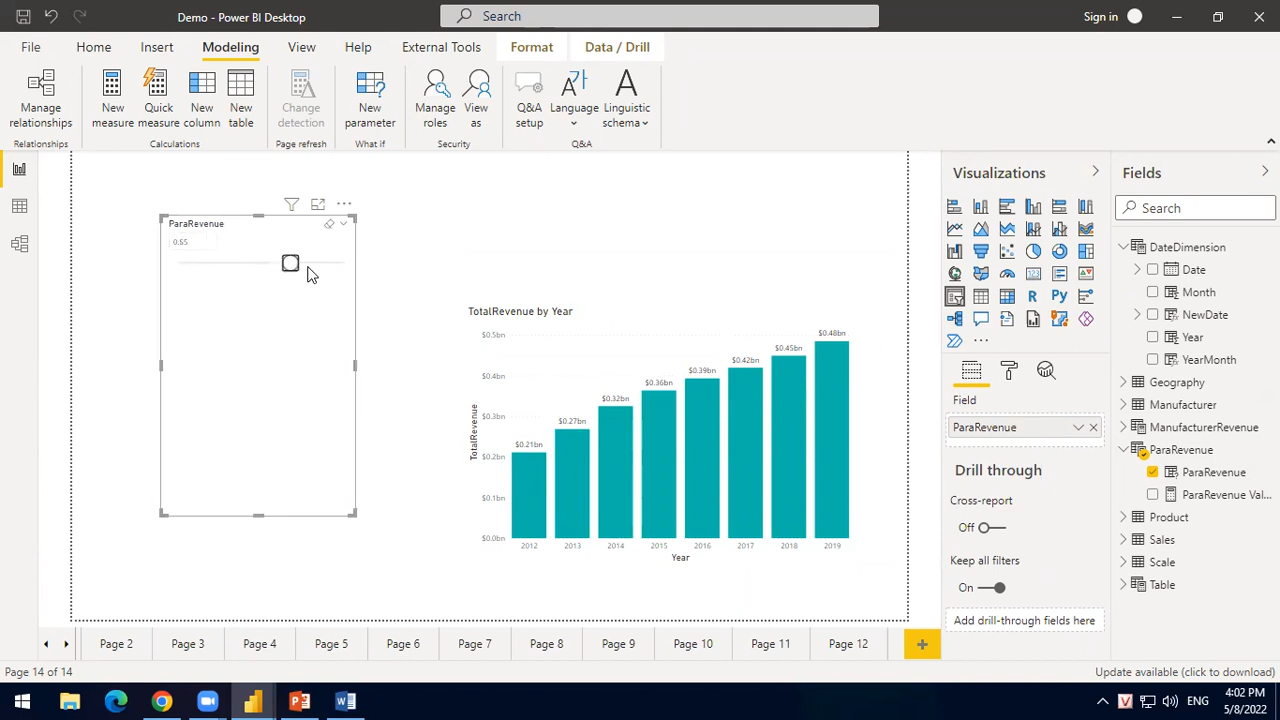 Demo - Power BI Desktop
Search
Sign in
File
Home
Insert
Modeling
View
Help
External Tools
Format
Data / Drill
Manage relationships
New measure
Quick measure
New column
New table
Change detection
New parameter
Manage roles
View as
Q&A setup
Language
Linguistic schema
Relationships
Calculations
Page refresh
What if
Security
Q&A
ParaRevenue
0.65
TotalRevenue by Year
$0.5bn
$0.4bn
$0.3bn
$0.2bn
$0.1bn
$0.0bn
TotalRevenue
$0.21bn
$0.27bn
$0.32bn
$0.36bn
$0.39bn
$0.42bn
$0.45bn
$0.48bn
2012
2013
2014
2015
2016
2017
2018
2019
Year
Visualizations
R
Py
123
Field
ParaRevenue
Drill through
Cross-report
Off
Keep all filters
On
Add drill-through fields here
Fields
Search
DateDimension
Date
Month
NewDate
Year
YearMonth
Geography
Manufacturer
ManufacturerRevenue
ParaRevenue
ParaRevenue
ParaRevenue Val...
Product
Sales
Scale
Table
Page 2
Page 3
Page 4
Page 5
Page 6
Page 7
Page 8
Page 9
Page 10
Page 11
Page 12
Page 14 of 14
Update available (click to download)
ENG
4:02 PM
5/8/2022